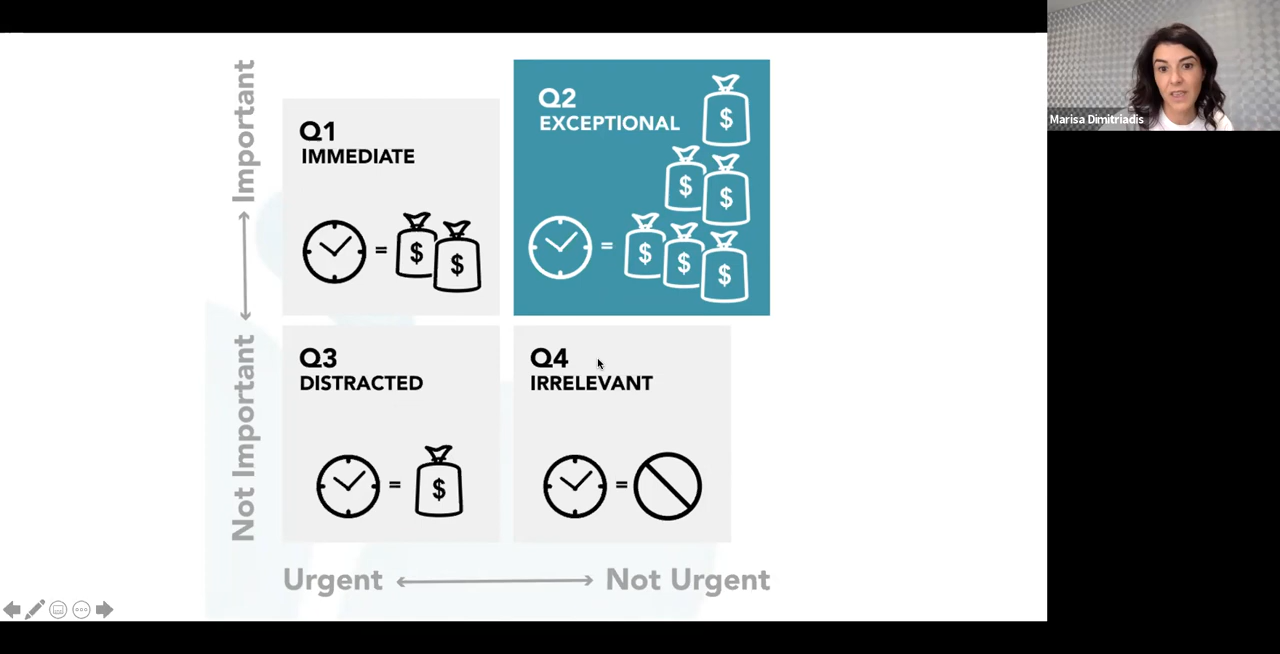 Important
Not Important
Q1
IMMEDIATE
= $ $
Q2
EXCEPTIONAL
$
$ $
= $ $ $
Q3
DISTRACTED
= $
Q4
IRRELEVANT
=
Urgent
Not Urgent
Marisa Dimitriadis